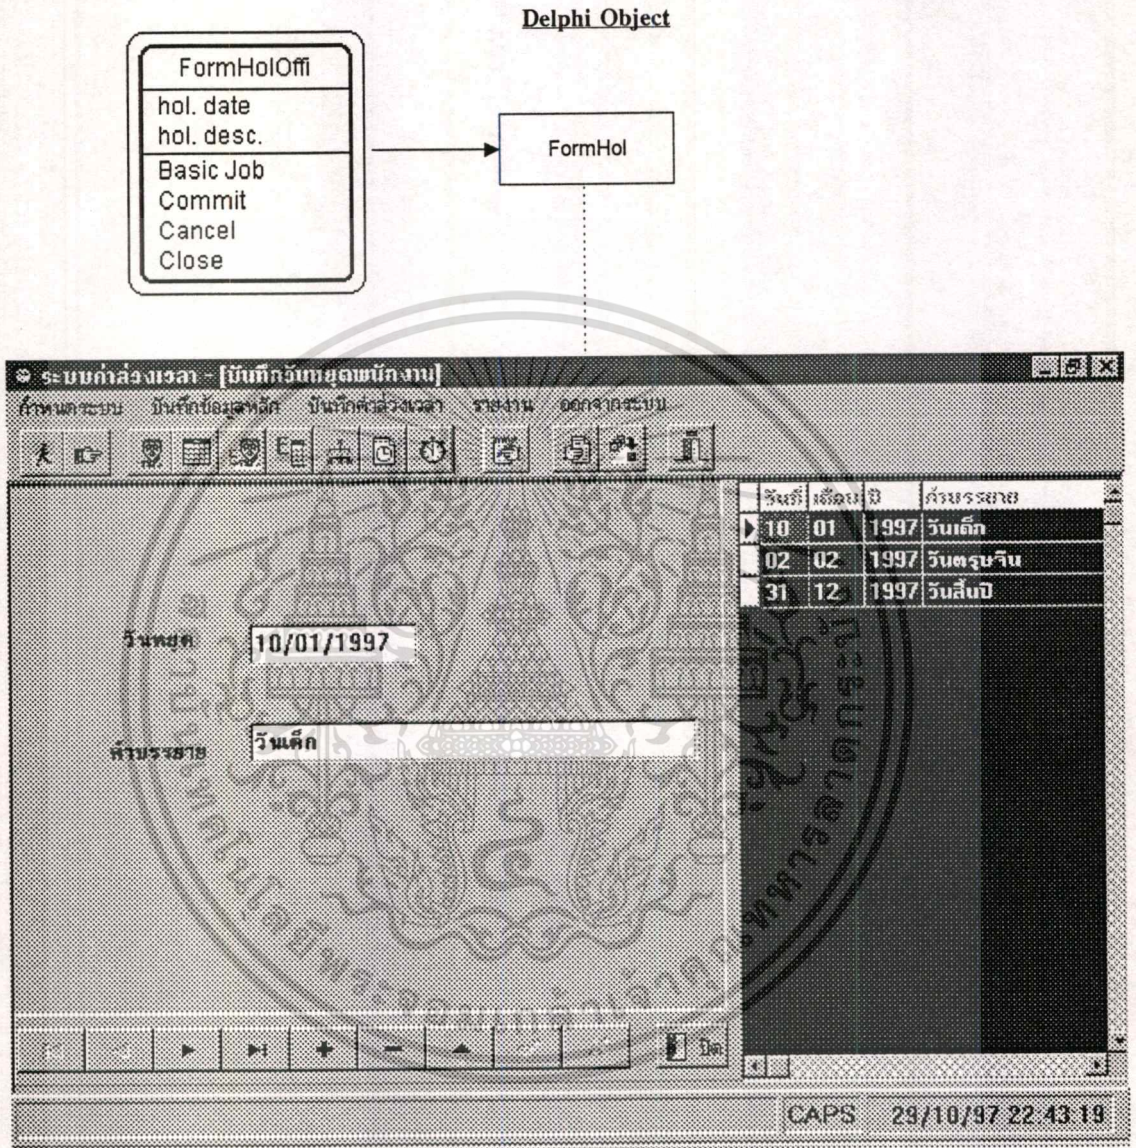 Delphi Object
FormHolOffi
hol. date
hol. desc.
Basic Job
Commit
Cancel
Close
FormHol
ระบบค่าล่วงเวลา - [บันทึกวันหยุดพนักงาน]
กำหนดระบบ บันทึกข้อมูลหลัก บันทึกค่าล่วงเวลา รายงาน ออกจากระบบ
วันที่ เดือน ปี คำบรรยาย
10 01 1997 วันเด็ก
02 02 1997 วันตรุษจีน
31 12 1997 วันสิ้นปี
วันหยุด 10/01/1997
คำบรรยาย วันเด็ก
ปิด
CAPS 29/10/97 22:43:19